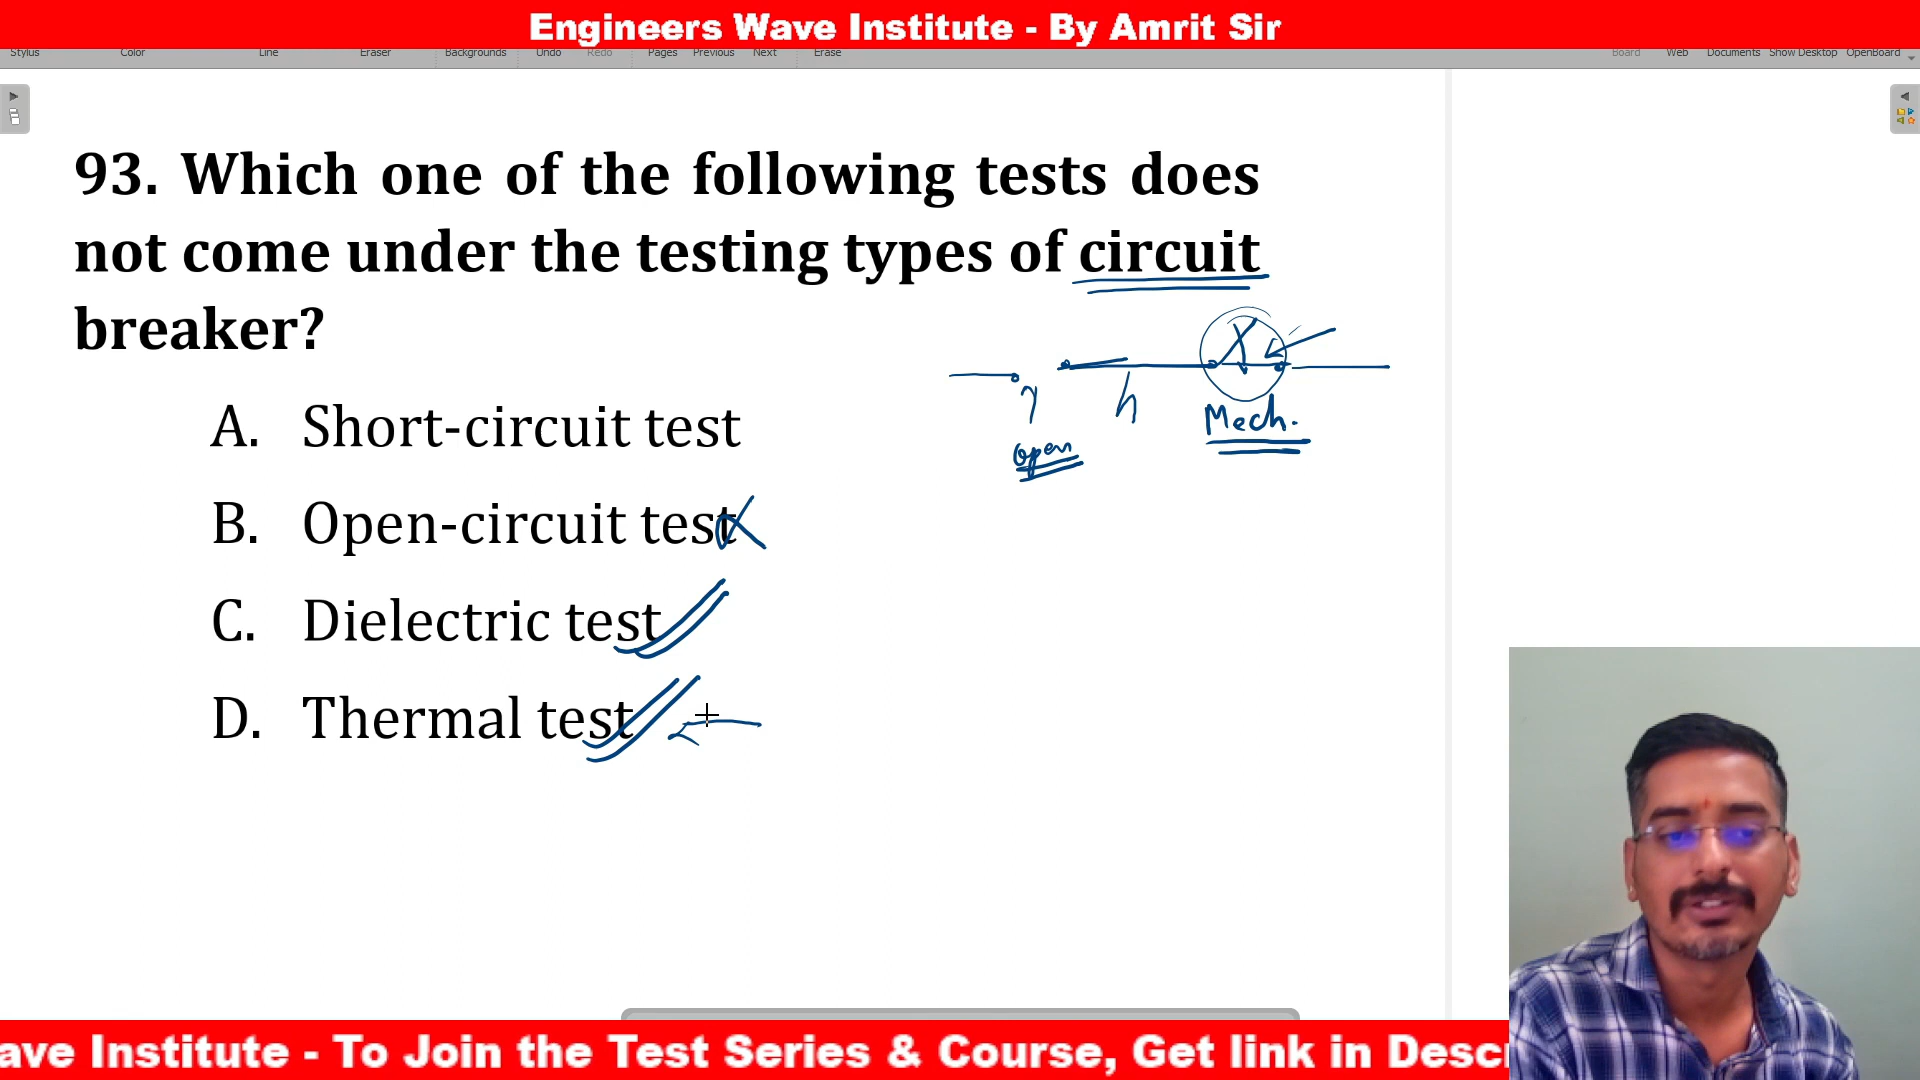 Engineers Wave Institute - By Amrit Sir
Stylus Color Line Eraser Backgrounds Undo Redo Pages Previous Next Erase Board Web Documents Show Desktop OpenBoard
93. Which one of the following tests does
not come under the testing types of circuit
breaker?
Mech.
open
A. Short-circuit test
B. Open-circuit test
C. Dielectric test
D. Thermal test
ave Institute - To Join the Test Series & Course, Get link in Descr